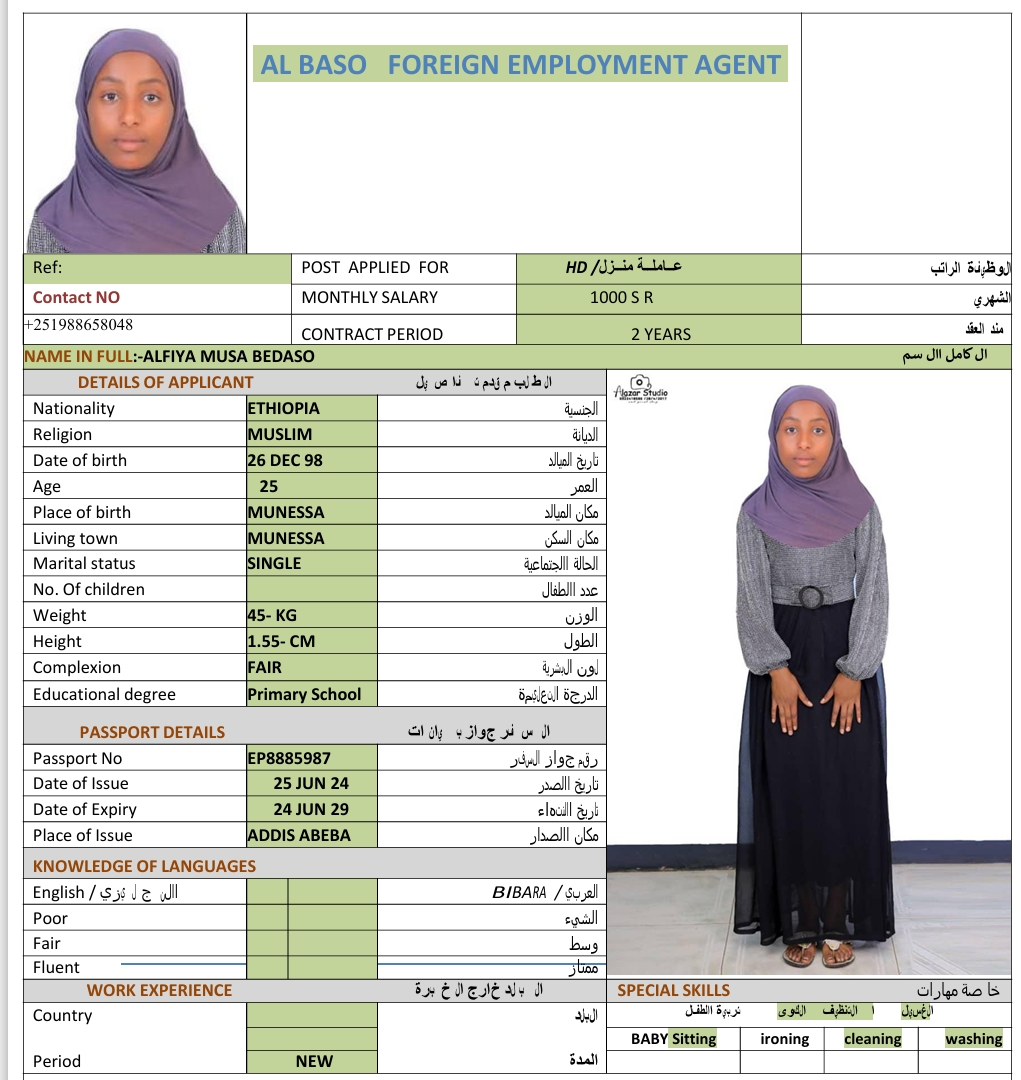 AL BASO FOREIGN EMPLOYMENT AGENT
Ref: POST APPLIED FOR عـاملـة منـزل/ HD الوظيفة الراتب
Contact NO MONTHLY SALARY 1000 S R الشهري
+251988658048 CONTRACT PERIOD 2 YEARS مند العقد
NAME IN FULL:-ALFIYA MUSA BEDASO ال كامل اال سم
DETAILS OF APPLICANT
Alazar Studio
Nationality ETHIOPIA الجنسية
Religion MUSLIM الديانة
Date of birth 26 DEC 98 تاريخ الميالد
Age 25 العمر
Place of birth MUNESSA مكان الميالد
Living town MUNESSA مكان السكن
Marital status SINGLE الحالة االجتماعية
No. Of children عدد االطفال
Weight 45- KG الوزن
Height 1.55- CM الطول
Complexion FAIR لون البشرية
Educational degree Primary School الدرجة التعليمة
PASSPORT DETAILS ال س فر جواز ب يان ات
Passport No EP8885987 رقم جواز السفر
Date of Issue 25 JUN 24 تاريخ االصدر
Date of Expiry 24 JUN 29 تاريخ االنتهاء
Place of Issue ADDIS ABEBA مكان االصدار
KNOWLEDGE OF LANGUAGES
English / االن ج ل يزي BIBARA / العربي
Poor الشيء
Fair وسط
Fluent ممتاز
WORK EXPERIENCE ال ب لد خارج ال خ برة SPECIAL SKILLS خا صة مهارات
Country البلد تربية االطفل الكوى التنظيف الغسيل
BABY Sitting ironing cleaning washing
Period NEW المدة